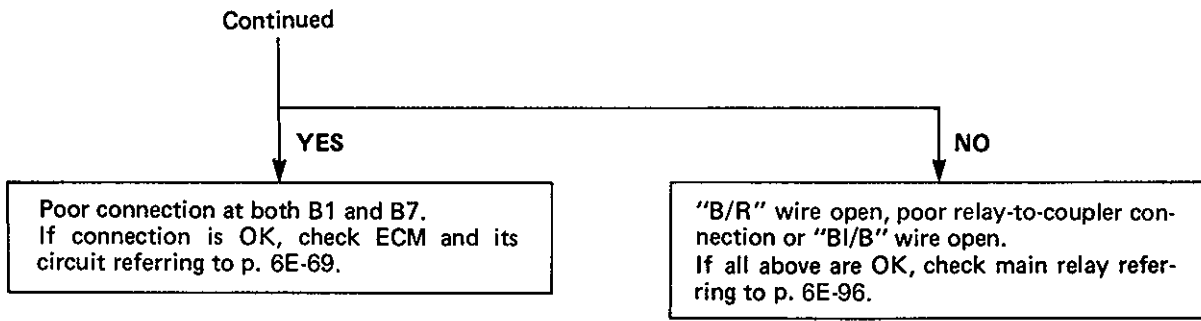 Continued
YES
NO
Poor connection at both B1 and B7.
If connection is OK, check ECM and its
circuit referring to p. 6E-69.
"B/R" wire open, poor relay-to-coupler con-
nection or "Bl/B" wire open.
If all above are OK, check main relay refer-
ring to p. 6E-96.